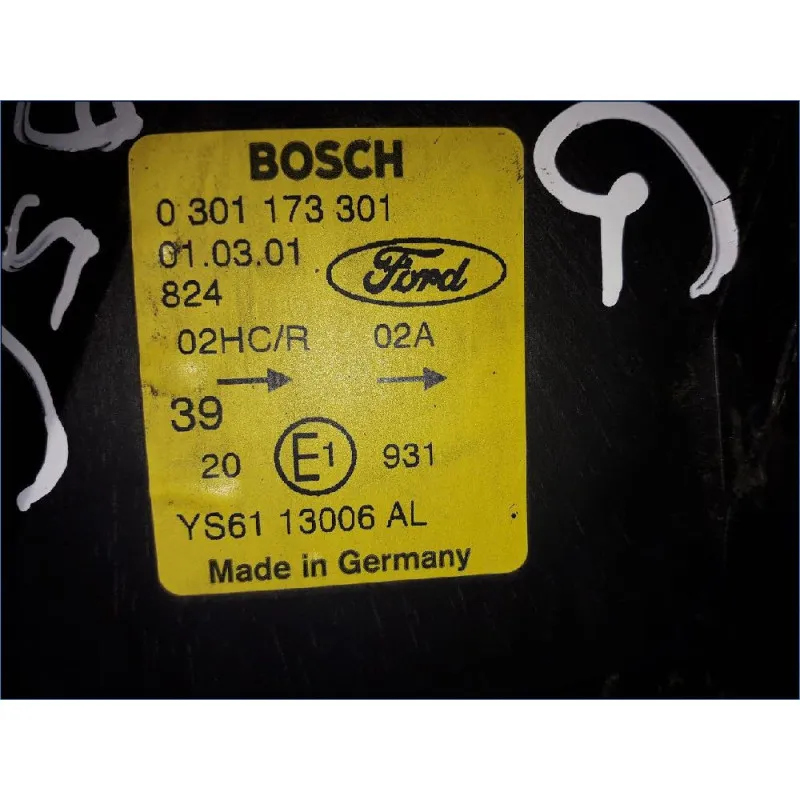 BOSCH
0 301 173 301
01.03.01
824
Ford
02HC/R 02A
39
20 E1 931
YS61 13006 AL
Made in Germany